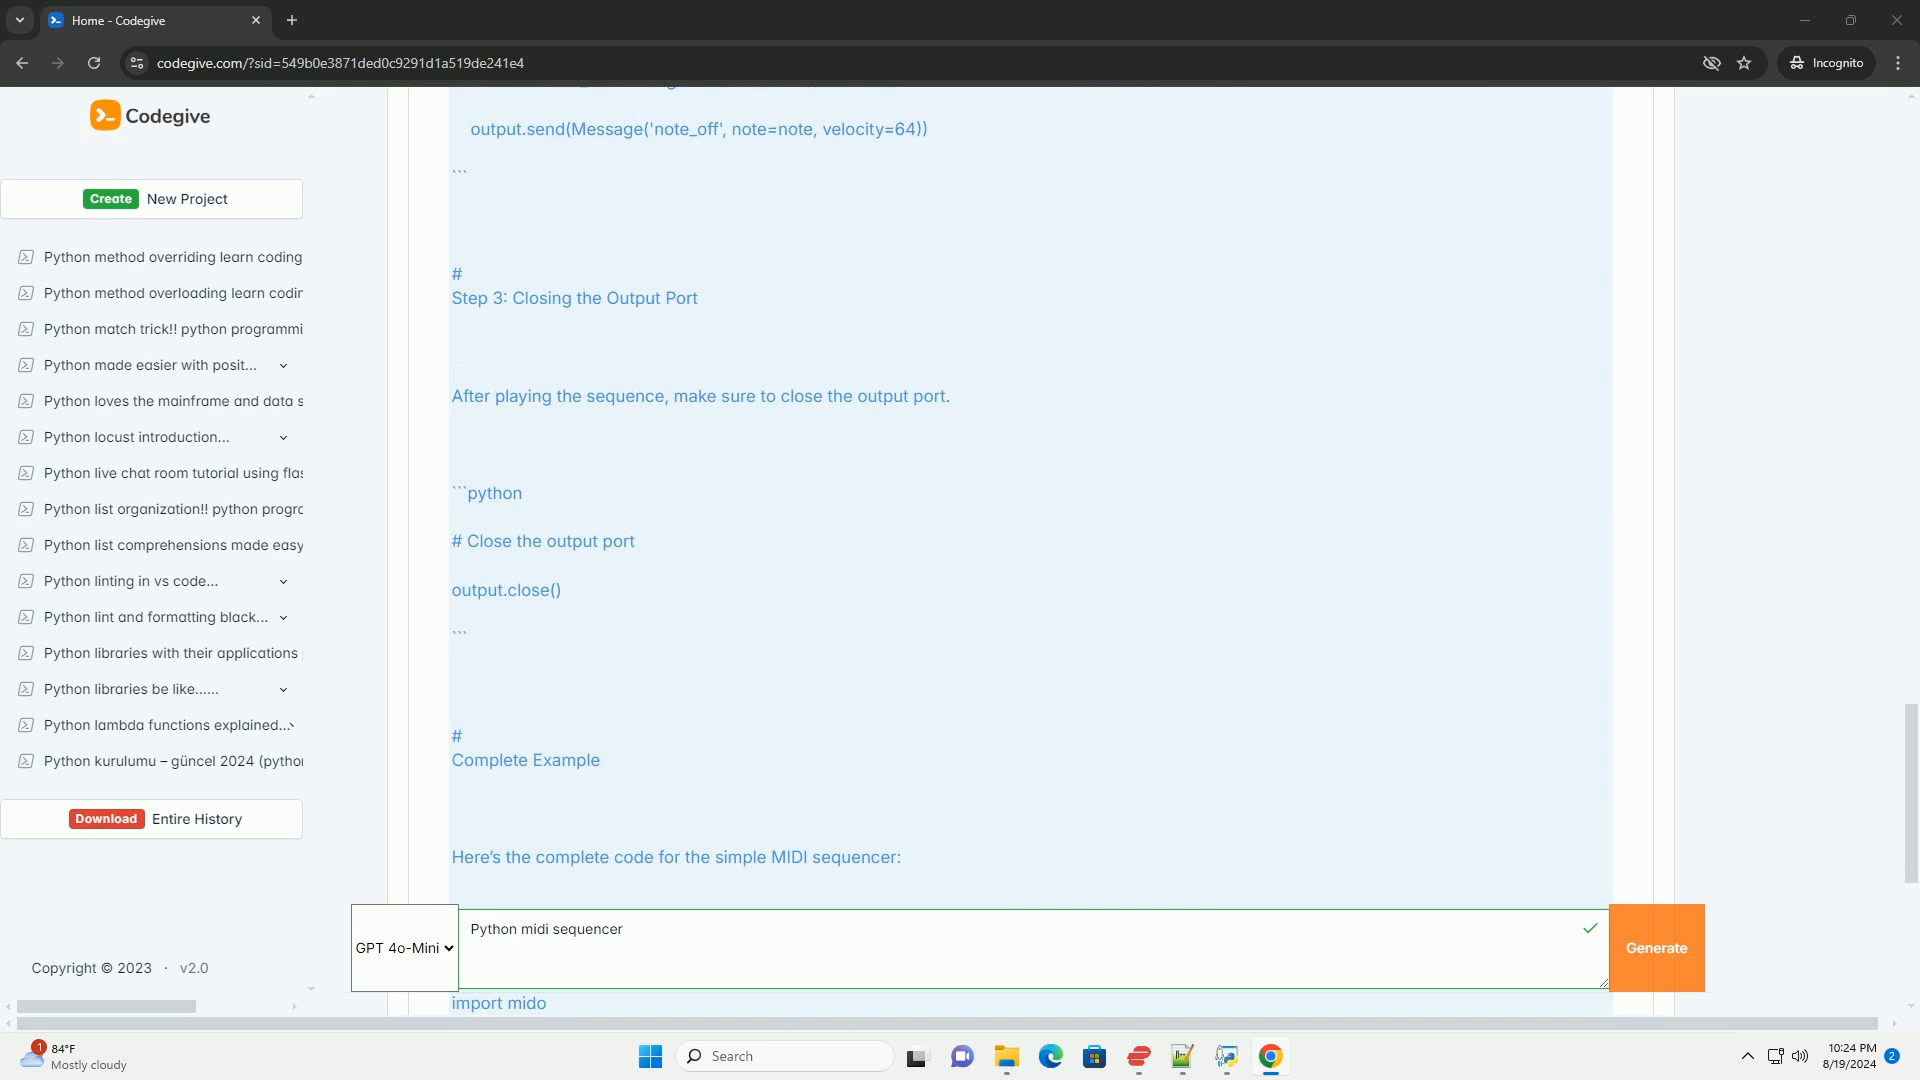 Home - Codegive
codegive.com/?sid=549b0e3871ded0c9291d1a519de241e4
Incognito
Codegive
Create New Project
Python method overriding learn coding
Python method overloading learn codin
Python match trick!! python programmi
Python made easier with posit...
Python loves the mainframe and data s
Python locust introduction...
Python live chat room tutorial using flas
Python list organization!! python progra
Python list comprehensions made easy
Python linting in vs code...
Python lint and formatting black...
Python libraries with their applications
Python libraries be like......
Python lambda functions explained...
Python kurulumu – güncel 2024 (pytho
Download Entire History
Copyright © 2023 · v2.0
output.send(Message('note_off', note=note, velocity=64))
```
#
Step 3: Closing the Output Port
After playing the sequence, make sure to close the output port.
```python
# Close the output port
output.close()
```
#
Complete Example
Here's the complete code for the simple MIDI sequencer:
GPT 4o-Mini
Python midi sequencer
Generate
import mido
1
84°F
Mostly cloudy
Search
10:24 PM
8/19/2024
2